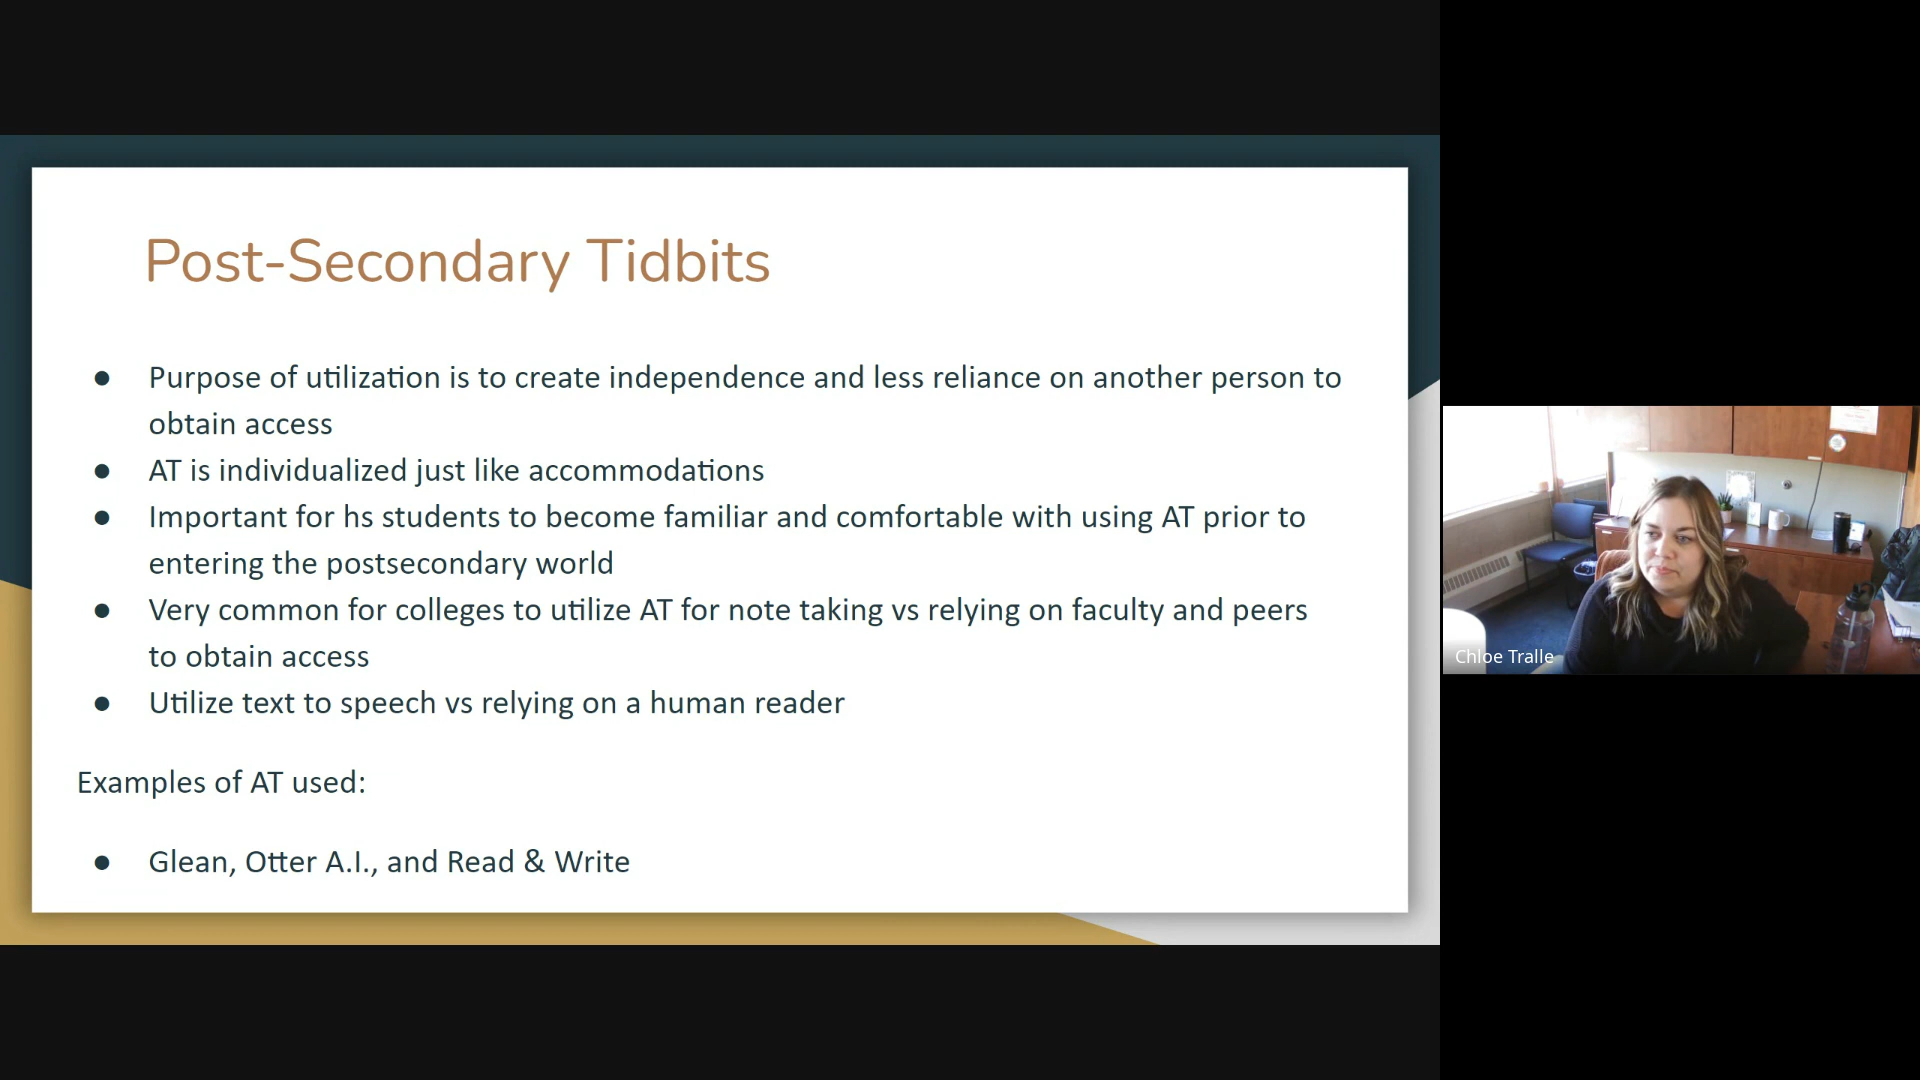 Post-Secondary Tidbits
● Purpose of utilization is to create independence and less reliance on another person to
obtain access
● AT is individualized just like accommodations
● Important for hs students to become familiar and comfortable with using AT prior to
entering the postsecondary world
● Very common for colleges to utilize AT for note taking vs relying on faculty and peers
to obtain access
● Utilize text to speech vs relying on a human reader
Examples of AT used:
● Glean, Otter A.I., and Read & Write
Chloe Tralle